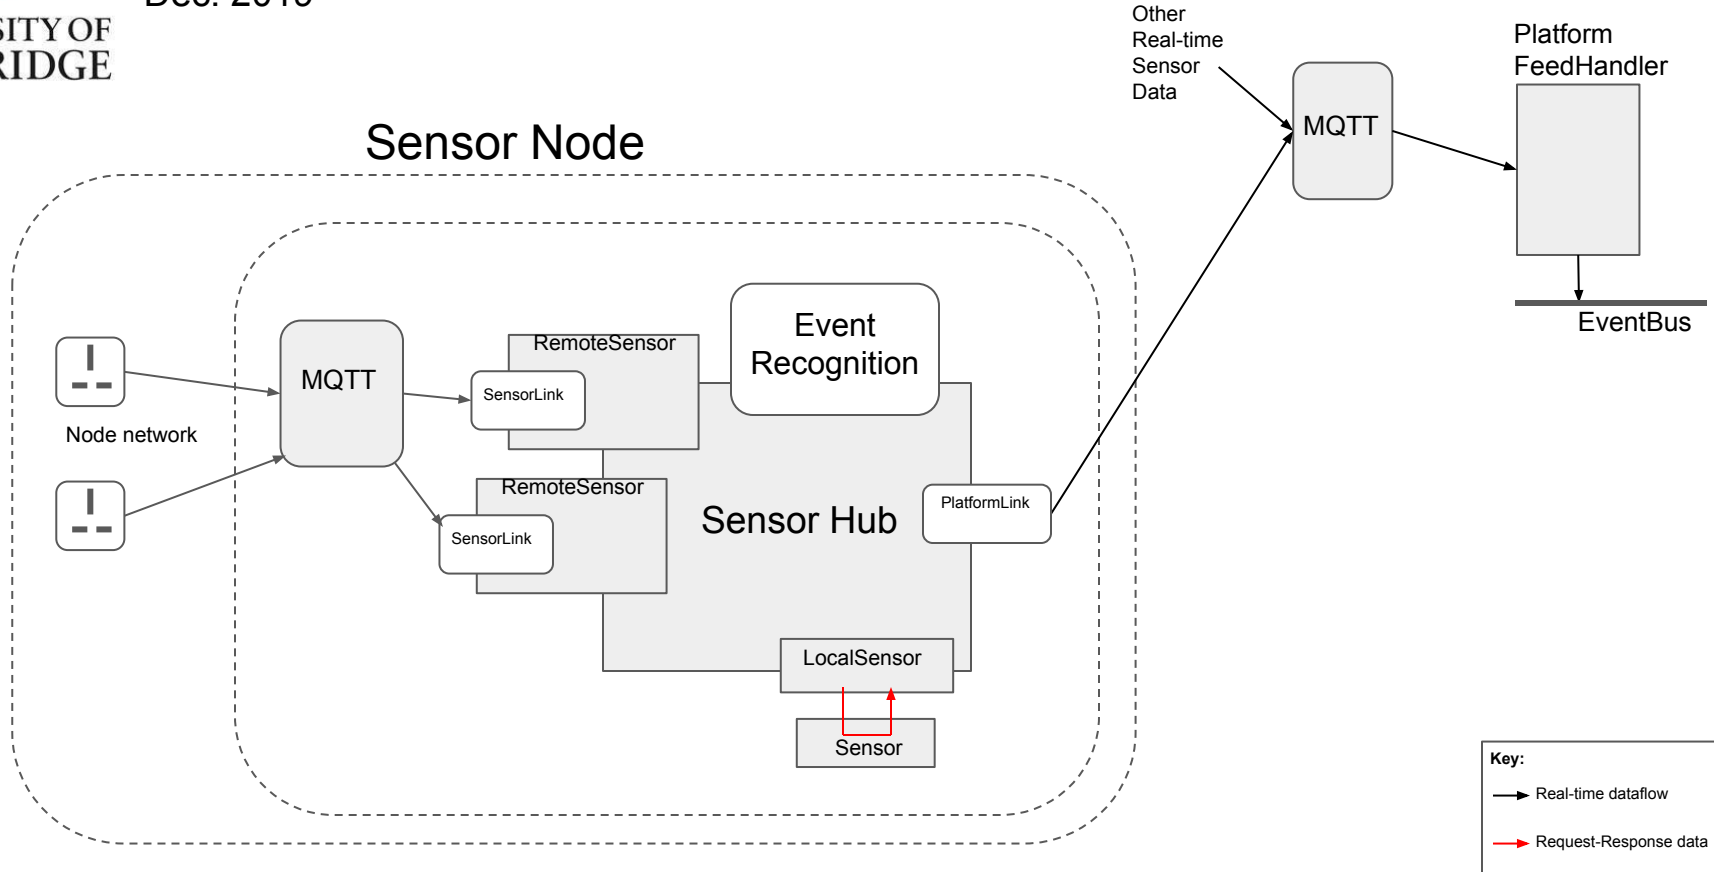 SITY OF
RIDGE
Other
Real-time
Sensor
Data
Platform
FeedHandler
MQTT
Sensor Node
EventBus
Event
Recognition
RemoteSensor
SensorLink
MQTT
Node network
RemoteSensor
SensorLink
Sensor Hub
PlatformLink
LocalSensor
Sensor
Key:
Real-time dataflow
Request-Response data